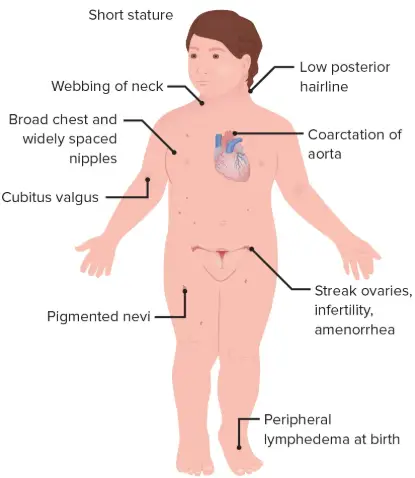 Short stature
Webbing of neck
Low posterior
hairline
Broad chest and
widely spaced
nipples
Coarctation of
aorta
Cubitus valgus
Streak ovaries,
infertility,
amenorrhea
Pigmented nevi
Peripheral
lymphedema at birth